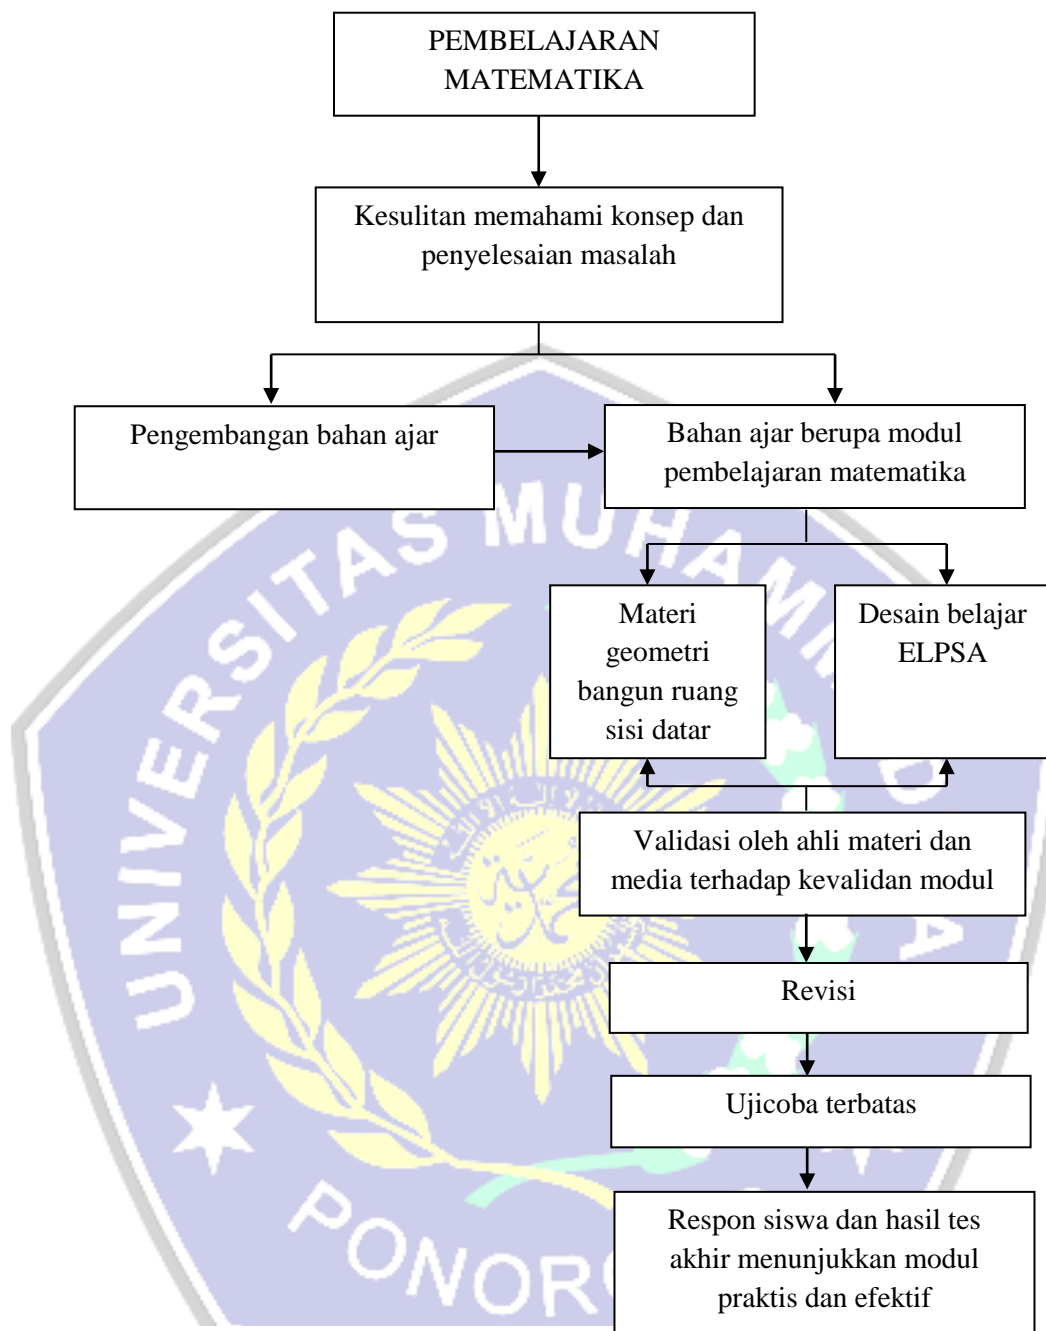 PEMBELAJARAN
MATEMATIKA
Kesulitan memahami konsep dan
penyelesaian masalah
Pengembangan bahan ajar
Bahan ajar berupa modul
pembelajaran matematika
UNIVERSITAS MUHAMMAD
Materi
geometri
bangun ruang
sisi datar
Desain belajar
ELPSA
Validasi oleh ahli materi dan
media terhadap kevalidan modul
Revisi
Ujicoba terbatas
Respon siswa dan hasil tes
akhir menunjukkan modul
praktis dan efektif
PONORO